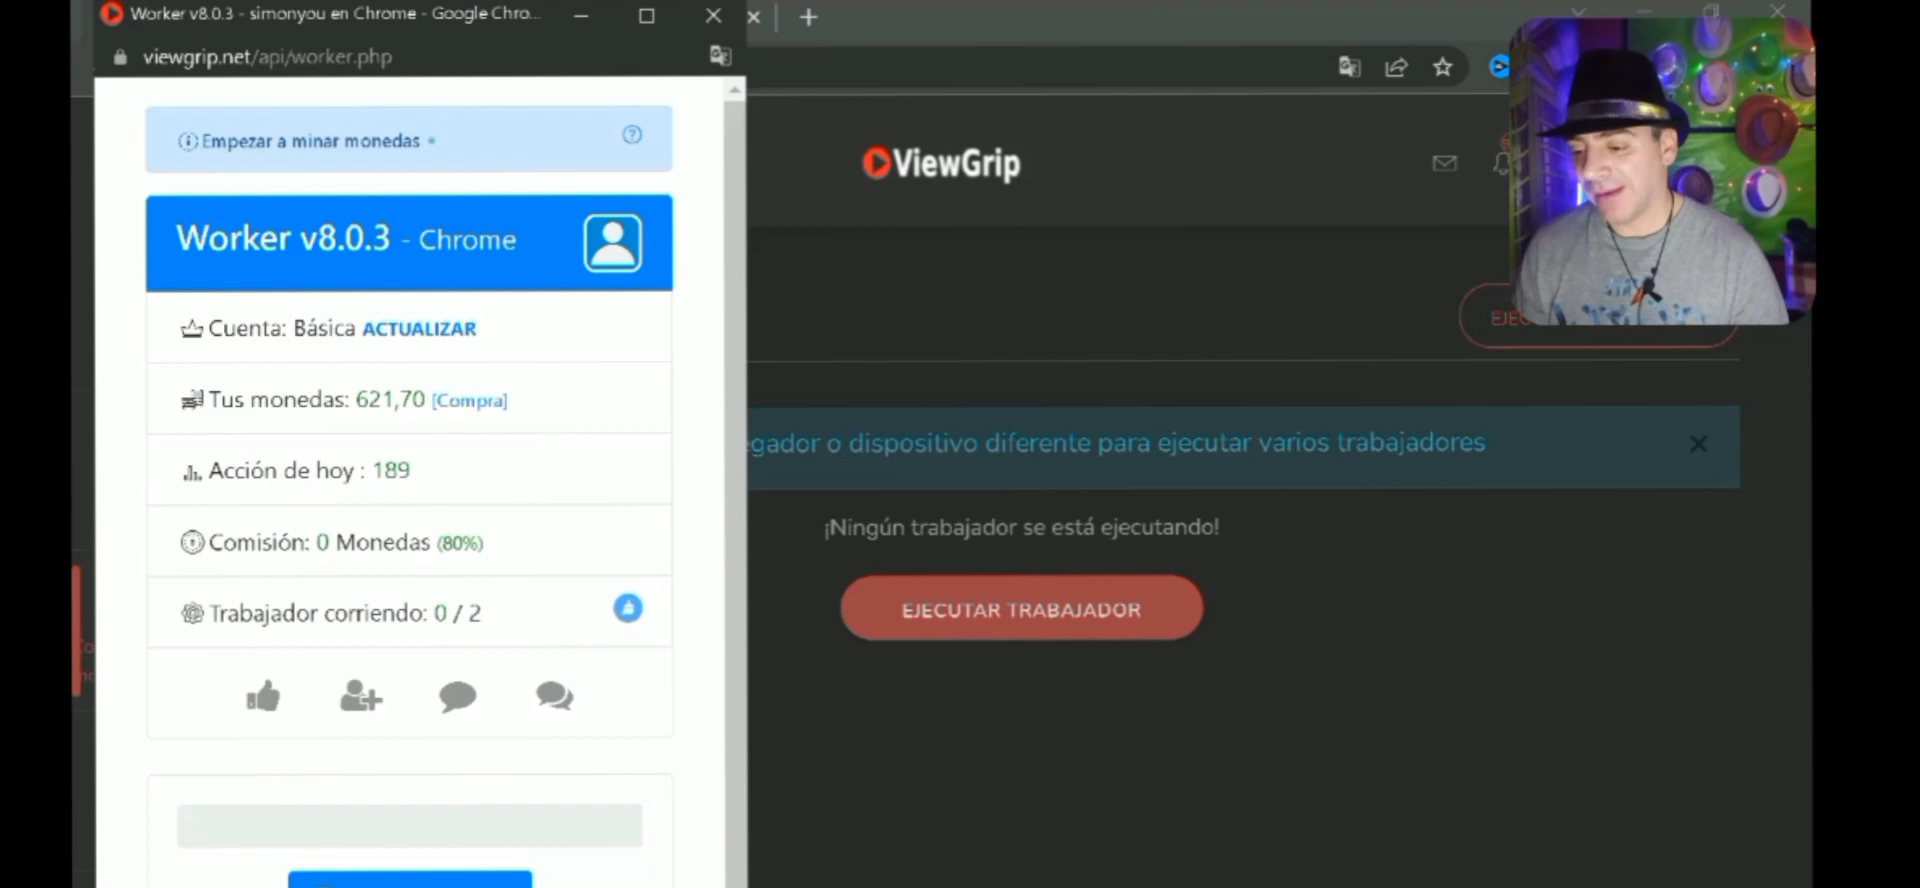 Worker v8.0.3 - simonyou en Chrome - Google Chro...
viewgrip.net/api/worker.php
Empezar a minar monedas
ViewGrip
Worker v8.0.3 - Chrome
Cuenta: Básica ACTUALIZAR
Tus monedas: 621,70 [Compra]
egador o dispositivo diferente para ejecutar varios trabajadores
Acción de hoy : 189
¡Ningún trabajador se está ejecutando!
Comisión: 0 Monedas (80%)
Trabajador corriendo: 0 / 2
EJECUTAR TRABAJADOR